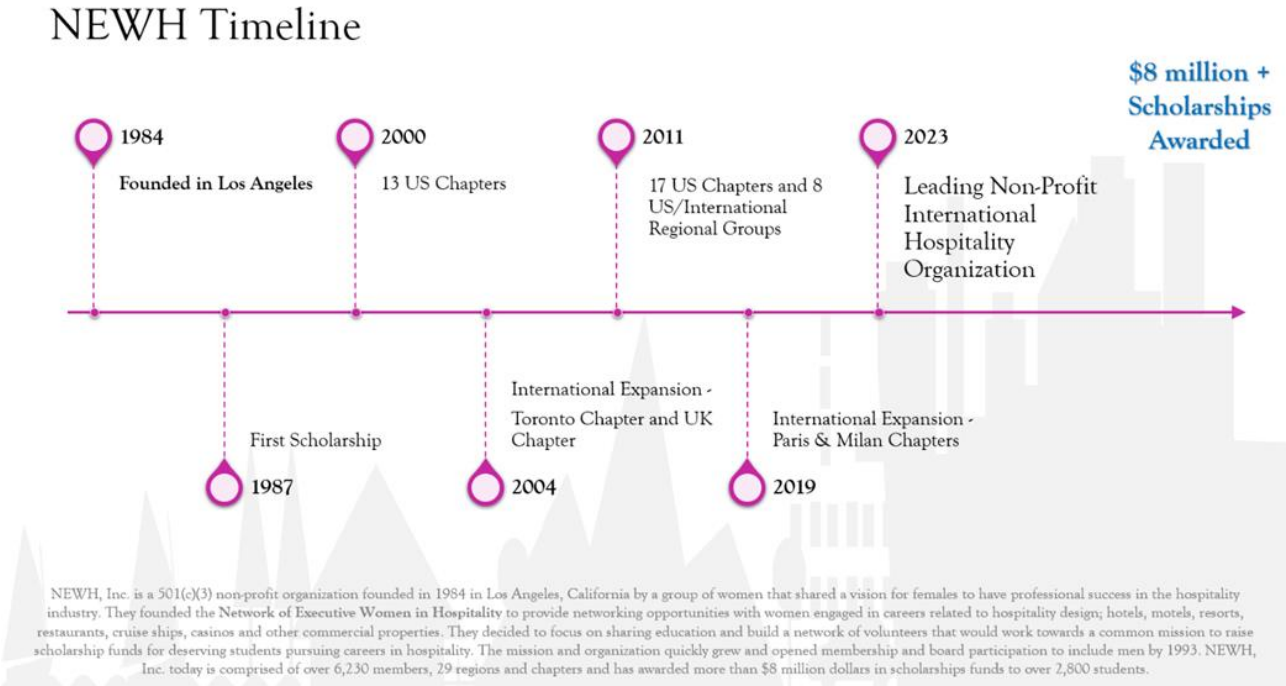 NEWH Timeline
$8 million +
Scholarships
Awarded
1984
Founded in Los Angeles
2000
13 US Chapters
2011
17 US Chapters and 8
US/International
Regional Groups
2023
Leading Non-Profit
International
Hospitality
Organization
First Scholarship
1987
International Expansion -
Toronto Chapter and UK
Chapter
2004
International Expansion -
Paris & Milan Chapters
2019
NEWH, Inc. is a 501(c)(3) non-profit organization founded in 1984 in Los Angeles, California by a group of women that shared a vision for females to have professional success in the hospitality
industry. They founded the Network of Executive Women in Hospitality to provide networking opportunities with women engaged in careers related to hospitality design; hotels, motels, resorts,
restaurants, cruise ships, casinos and other commercial properties. They decided to focus on sharing education and build a network of volunteers that would work towards a common mission to raise
scholarship funds for deserving students pursuing careers in hospitality. The mission and organization quickly grew and opened membership and board participation to include men by 1993. NEWH,
Inc. today is comprised of over 6,230 members, 29 regions and chapters and has awarded more than $8 million dollars in scholarships funds to over 2,800 students.